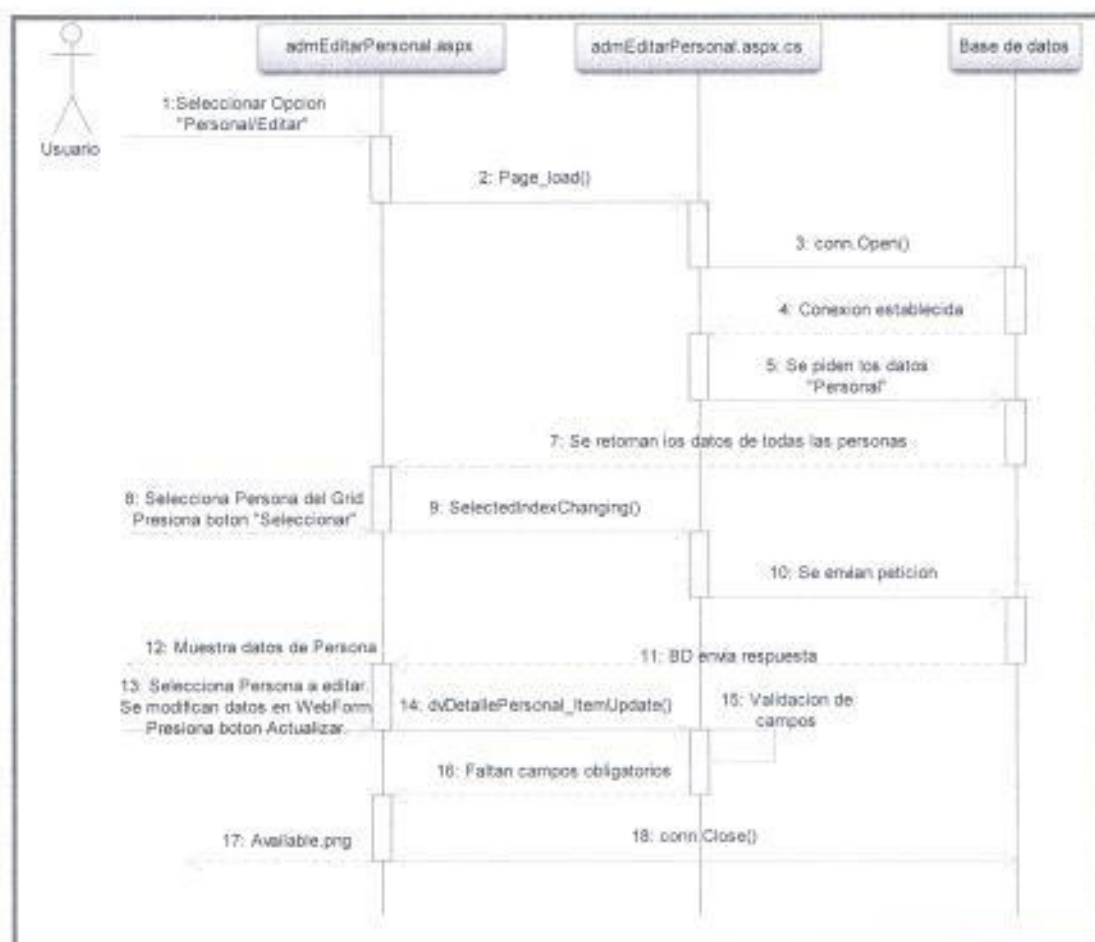 admEditarPersonal.aspx
admEditarPersonal.aspx.cs
Base de datos
Usuario
1:Seleccionar Opcion
"Personal/Editar"
2: Page_load()
3: conn.Open()
4: Conexion establecida
5: Se piden los datos
"Personal"
7: Se retornan los datos de todas las personas
8: Selecciona Persona del Grid
Presiona boton "Seleccionar"
9: SelectedIndexChanging()
10: Se envian peticion
11: BD envia respuesta
12: Muestra datos de Persona
13: Selecciona Persona a editar.
Se modifican datos en WebForm
Presiona boton Actualizar.
14: dvDetallePersonal_ItemUpdate()
15: Validacion de
campos
16: Faltan campos obligatorios
17: Available.png
18: conn.Close()